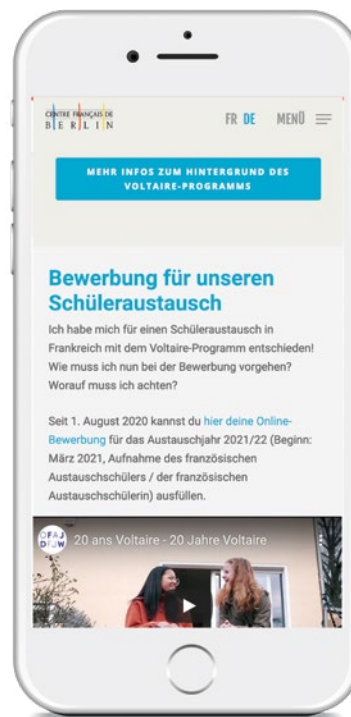 CENTRE FRANÇAIS DE
BERLIN
FR DE MENÜ
MEHR INFOS ZUM HINTERGRUND DES
VOLTAIRE-PROGRAMMS
Bewerbung für unseren
Schüleraustausch
Ich habe mich für einen Schüleraustausch in
Frankreich mit dem Voltaire-Programm entschieden!
Wie muss ich nun bei der Bewerbung vorgehen?
Worauf muss ich achten?
Seit 1. August 2020 kannst du hier deine Online-
Bewerbung für das Austauschjahr 2021/22 (Beginn:
März 2021, Aufnahme des französischen
Austauschschülers / der französischen
Austauschschülerin) ausfüllen.
OFAJ
DFJW
20 ans Voltaire - 20 Jahre Voltaire